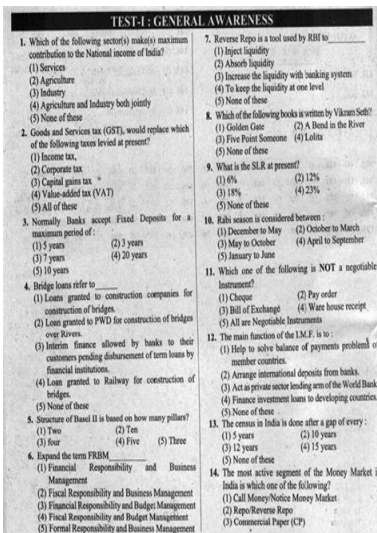 TEST-I : GENERAL AWARENESS
1. Which of the following sector(s) make(s) maximum
contribution to the National income of India?
(1) Services
(2) Agriculture
(3) Industry
(4) Agriculture and Industry both jointly
(5) None of these
2. Goods and Services tax (GST), would replace which
of the following taxes levied at present?
(1) Income tax,
(2) Corporate tax
(3) Capital gains tax
(4) Value-added tax (VAT)
(5) All of these
3. Normally Banks accept Fixed Deposits for a
maximum period of :
(1) 5 years (2) 3 years
(3) 7 years (4) 20 years
(5) 10 years
4. Bridge loans refer to______
(1) Loans granted to construction companies for
construction of bridges.
(2) Loan granted to PWD for construction of bridges
over Rivers.
(3) Interim finance allowed by banks to their
customers pending disbursement of term loans by
financial institutions.
(4) Loan granted to Railway for construction of
bridges.
(5) None of these
5. Structure of Basel II is based on how many pillars?
(1) Two (2) Ten
(3) four (4) Five (5) Three
6. Expand the term FRBM______
(1) Financial Responsibility and Business
Management
(2) Fiscal Responsibility and Business Management
(3) Financial Responsibility and Budget Management
(4) Fiscal Responsibility and Budget Management
(5) Formal Responsibility and Business Management
7. Reverse Repo is a tool used by RBI to______
(1) Inject liquidity
(2) Absorb liquidity
(3) Increase the liquidity with banking system
(4) To keep the liquidity at one level
(5) None of these
8. Which of the following books is written by Vikram Seth?
(1) Golden Gate (2) A Bend in the River
(3) Five Point Someone (4) Lolita
(5) None of these
9. What is the SLR at present?
(1) 6% (2) 12%
(3) 18% (4) 23%
(5) None of these
10. Rabi season is considered between :
(1) December to May (2) October to March
(3) May to October (4) April to September
(5) January to June
11. Which one of the following is NOT a negotiable
Instrument?
(1) Cheque (2) Pay order
(3) Bill of Exchange (4) Ware house receipt
(5) All are Negotiable Instruments
12. The main function of the I.M.F. is to :
(1) Help to solve balance of payments problems o
member countries.
(2) Arrange international deposits from banks.
(3) Act as private sector lending arm of the World Bank
(4) Finance investment loans to developing countries
(5) None of these
13. The census in India is done after a gap of every :
(1) 5 years (2) 10 years
(3) 12 years (4) 15 years
(5) None of these
14. The most active segment of the Money Market i
India is which one of the following?
(1) Call Money/Notice Money Market
(2) Repo/Reverse Repo
(3) Commercial Paper (CP)